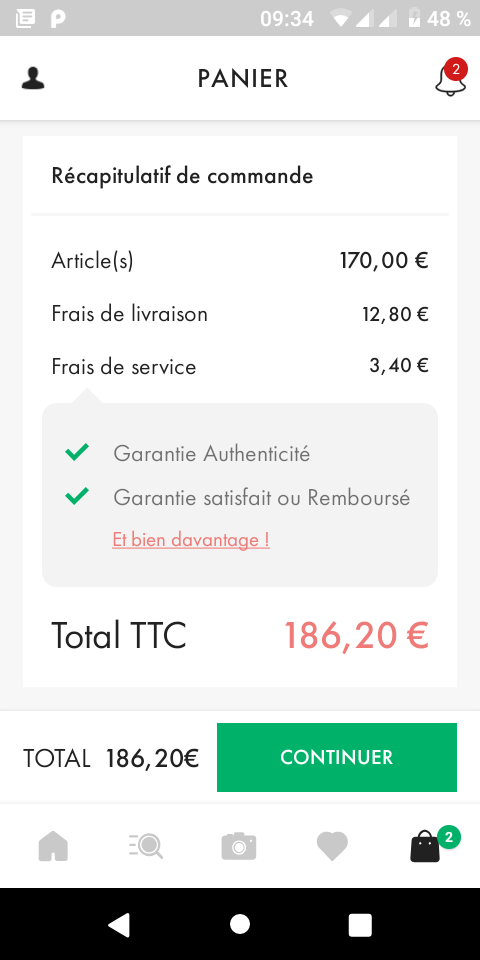 09:34 48 %
PANIER
2
Récapitulatif de commande
Article(s) 170,00 €
Frais de livraison 12,80 €
Frais de service 3,40 €
Garantie Authenticité
Garantie satisfait ou Remboursé
Et bien davantage !
Total TTC 186,20 €
TOTAL 186,20€ CONTINUER
2